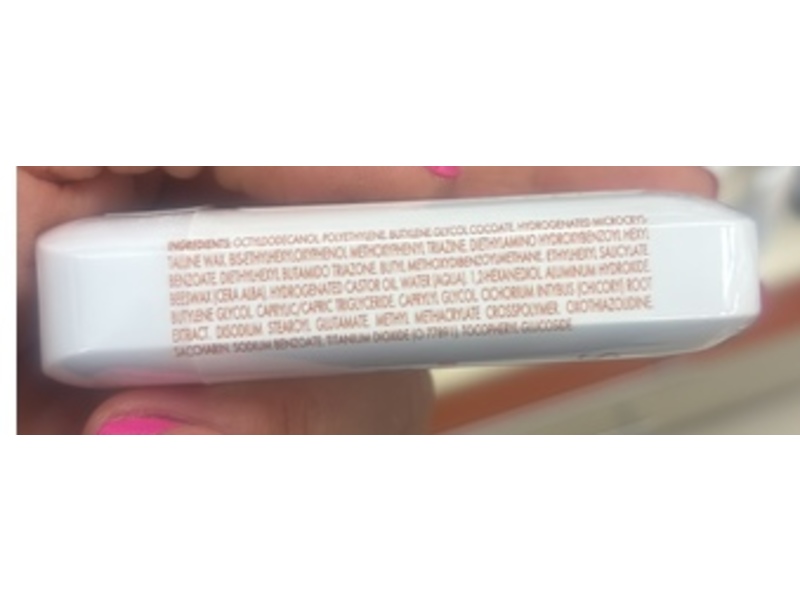 INGREDIENTS: OCTYLDODECANOL, POLYETHYLENE, BUTYLENE GLYCOL COCOATE, HYDROGENATED MICROCRYS-
TALLINE WAX, BIS-ETHYLHEXYLOXYPHENOL METHOXYPHENYL TRIAZINE, DIETHYLAMINO HYDROXYBENZOYL HEXYL
BENZOATE, DIETHYLHEXYL BUTAMIDO TRIAZONE, BUTYL METHOXYDIBENZOYLMETHANE, ETHYLHEXYL SALICYLATE,
BEESWAX (CERA ALBA), HYDROGENATED CASTOR OIL, WATER (AQUA), 1,2-HEXANEDIOL, ALUMINUM HYDROXIDE,
BUTYLENE GLYCOL, CAPRYLIC/CAPRIC TRIGLYCERIDE, CAPRYLYL GLYCOL, CICHORIUM INTYBUS (CHICORY) ROOT
EXTRACT, DISODIUM STEAROYL GLUTAMATE, METHYL METHACRYLATE CROSSPOLYMER, OXOTHIAZOLIDINE,
SACCHARIN, SODIUM BENZOATE, TITANIUM DIOXIDE (CI 77891), TOCOPHERYL GLUCOSIDE.